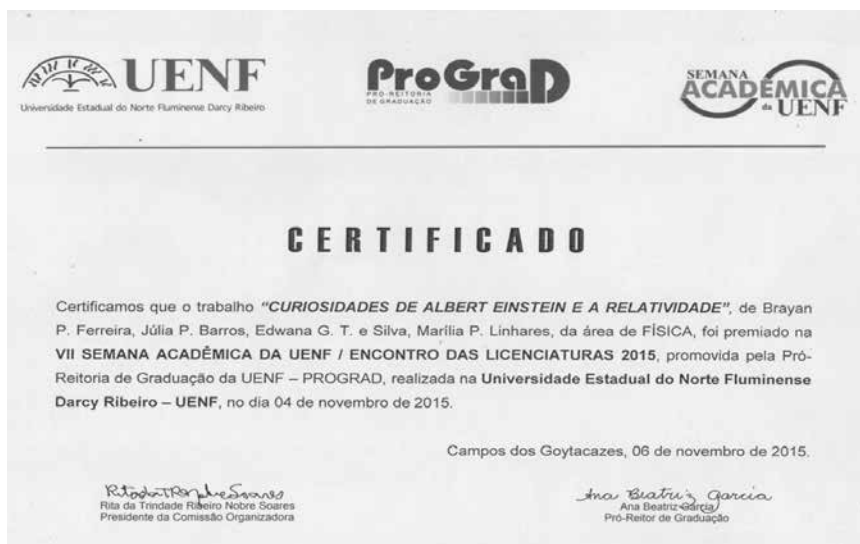 UENF
Universidade Estadual do Norte Fluminense Darcy Ribeiro
ProGraD
PRÓ-REITORIA
DE GRADUAÇÃO
SEMANA
ACADÊMICA
da UENF
CERTIFICADO
Certificamos que o trabalho "CURIOSIDADES DE ALBERT EINSTEIN E A RELATIVIDADE", de Brayan
P. Ferreira, Júlia P. Barros, Edwana G. T. e Silva, Marília P. Linhares, da área de FÍSICA, foi premiado na
VII SEMANA ACADÊMICA DA UENF / ENCONTRO DAS LICENCIATURAS 2015, promovida pela Pró-
Reitoria de Graduação da UENF – PROGRAD, realizada na Universidade Estadual do Norte Fluminense
Darcy Ribeiro – UENF, no dia 04 de novembro de 2015.
Campos dos Goytacazes, 06 de novembro de 2015.
Rita da Trindade Ribeiro Nobre Soares
Presidente da Comissão Organizadora
Ana Beatriz Garcia
Ana Beatriz Garcia
Pró-Reitor de Graduação